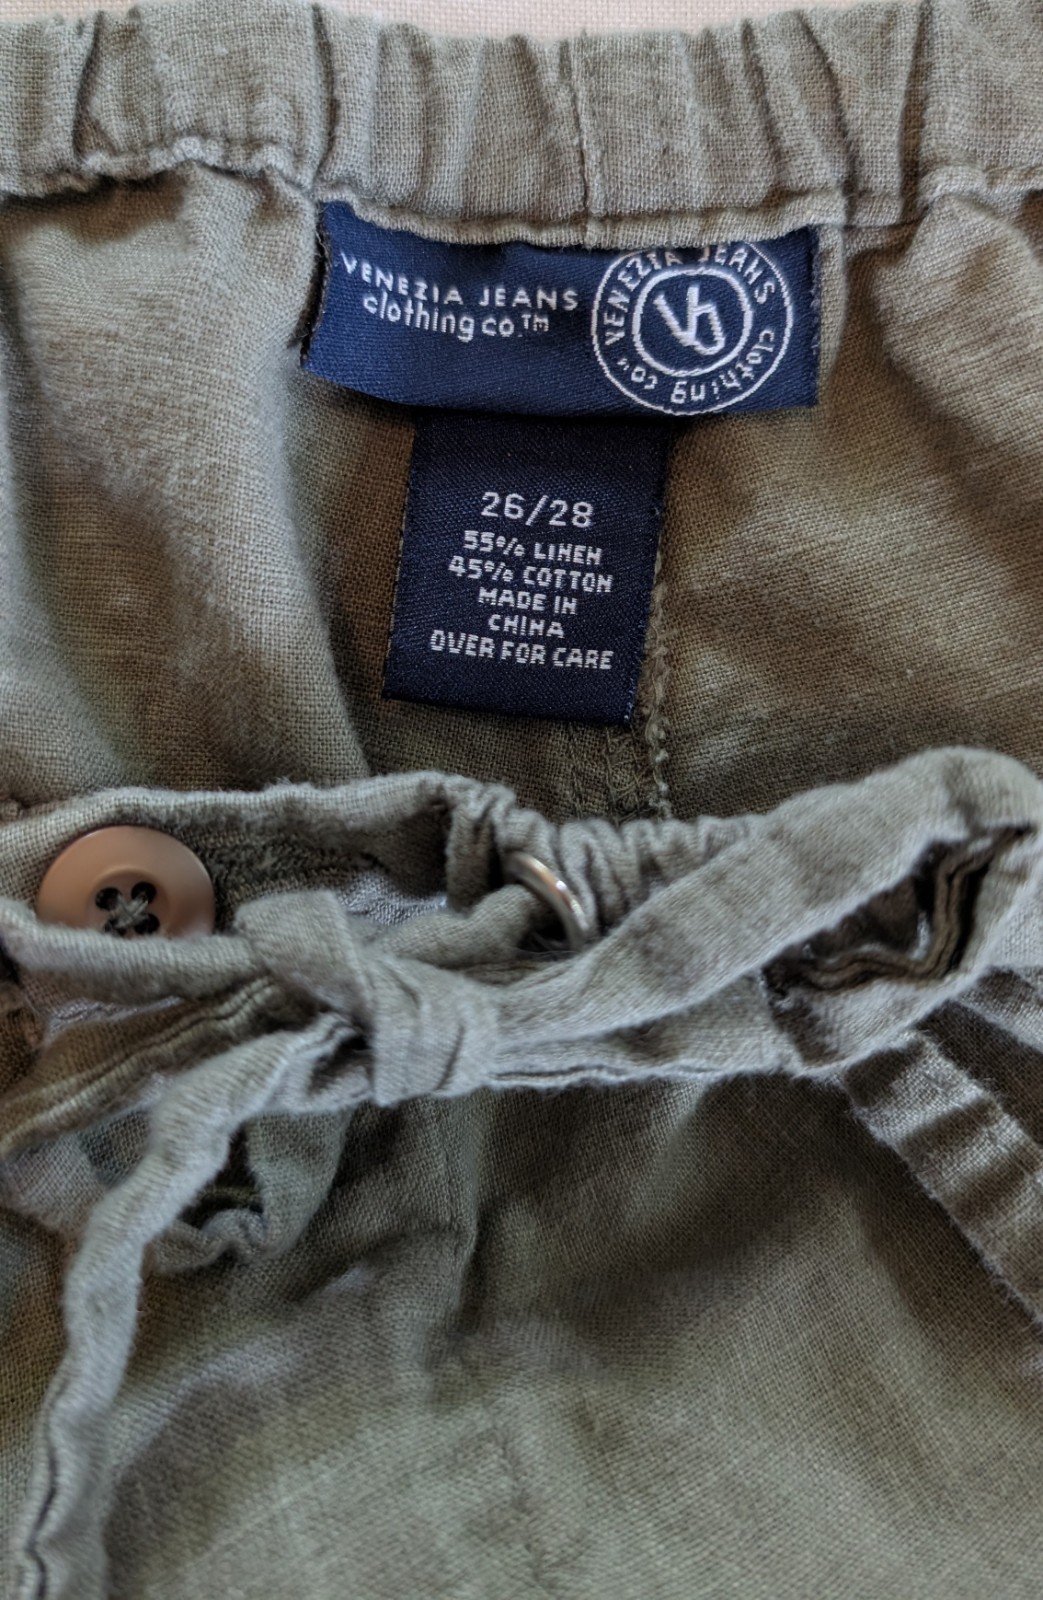 VENEZIA JEANS
clothing co.™
VENEZIA JEANS clothing co.
VJ
26/28
55% LINEN
45% COTTON
MADE IN
CHINA
OVER FOR CARE